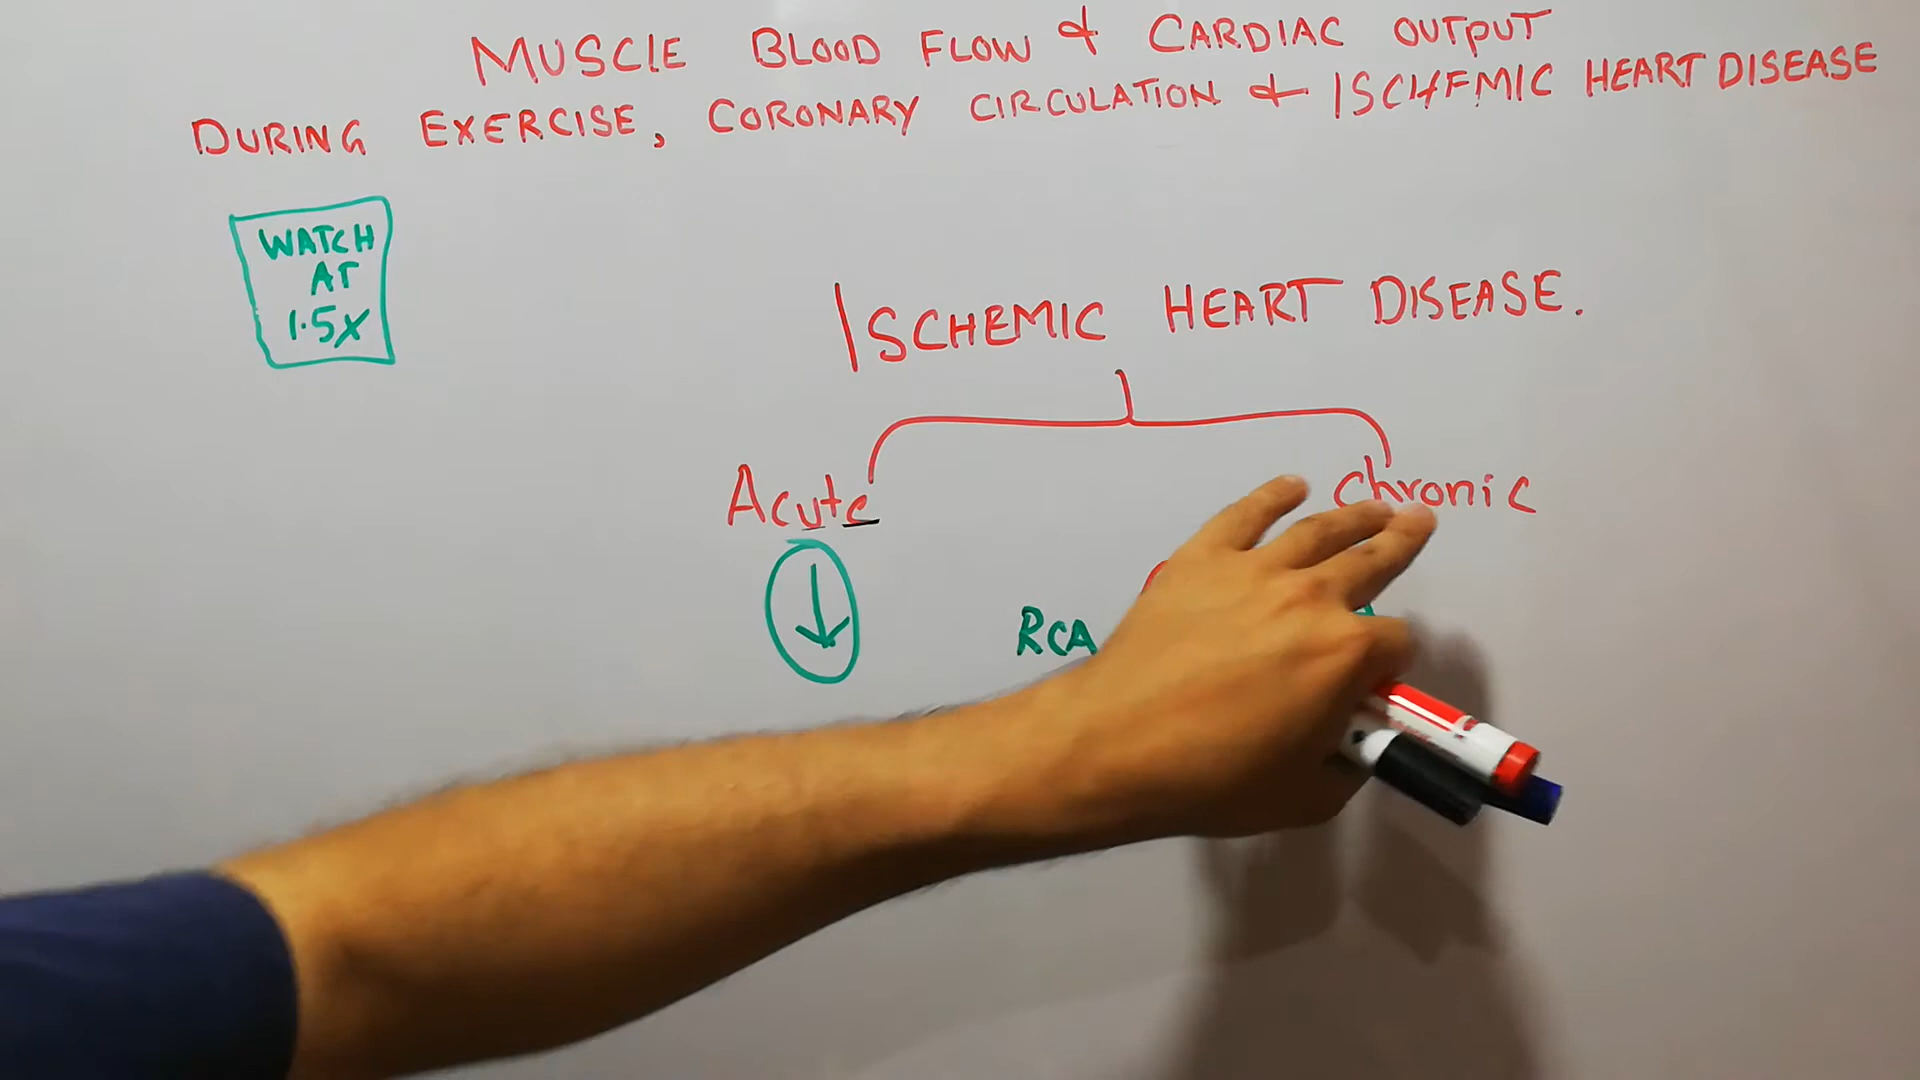 MUSCLE BLOOD FLOW & CARDIAC OUTPUT
DURING EXERCISE, CORONARY CIRCULATION & ISCHEMIC HEART DISEASE
WATCH
AT
1.5X
ISCHEMIC HEART DISEASE.
Acute
chronic
RCA